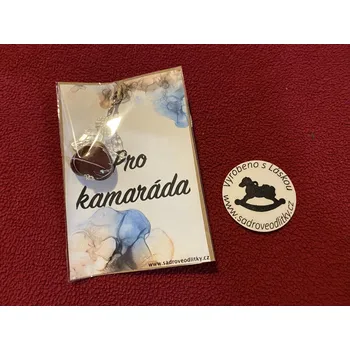 Pro
kamaráda
www.sadroveodlitky.cz
Vyrobeno s Láskou
www.sadroveodlitky.cz